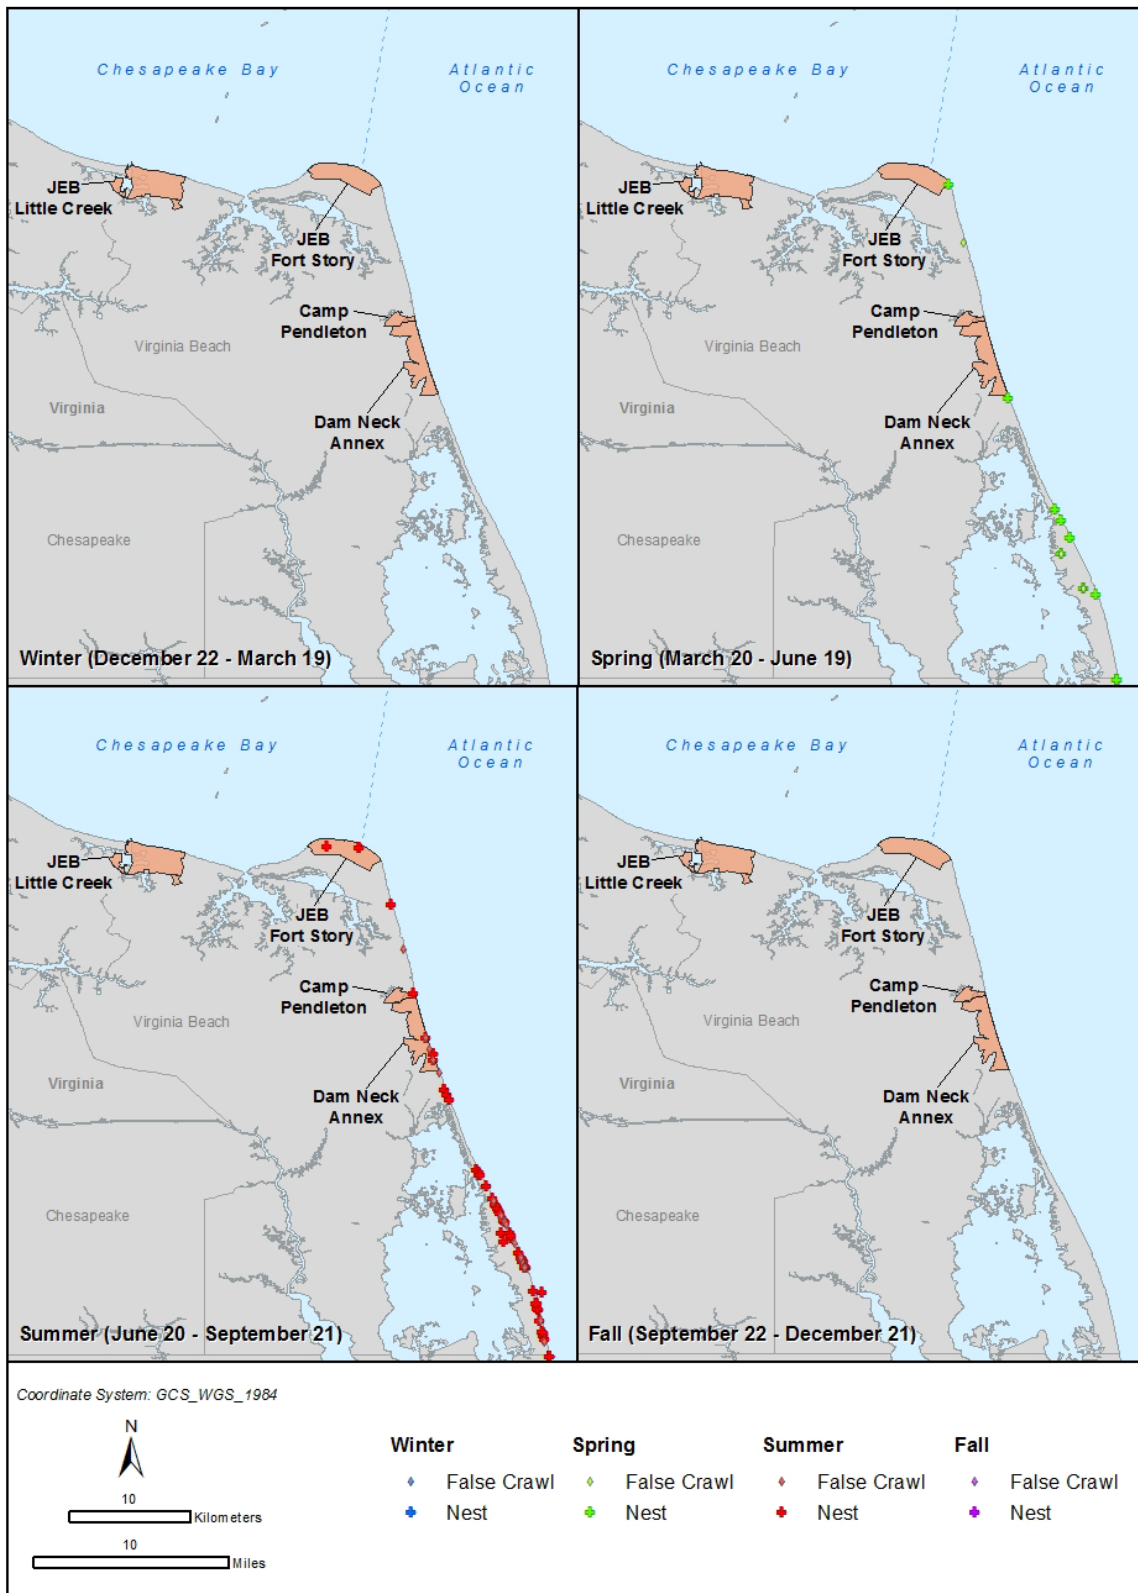 Chesapeake Bay
Atlantic
Ocean
JEB
Little Creek
JEB
Fort Story
Camp
Pendleton
Virginia Beach
Virginia
Dam Neck
Annex
Chesapeake
Winter (December 22 - March 19)
Chesapeake Bay
Atlantic
Ocean
JEB
Little Creek
JEB
Fort Story
Camp
Pendleton
Virginia Beach
Virginia
Dam Neck
Annex
Chesapeake
Spring (March 20 - June 19)
Chesapeake Bay
Atlantic
Ocean
JEB
Little Creek
JEB
Fort Story
Camp
Pendleton
Virginia Beach
Virginia
Dam Neck
Annex
Chesapeake
Summer (June 20 - September 21)
Chesapeake Bay
Atlantic
Ocean
JEB
Little Creek
JEB
Fort Story
Camp
Pendleton
Virginia Beach
Virginia
Dam Neck
Annex
Chesapeake
Fall (September 22 - December 21)
Coordinate System: GCS_WGS_1984
N
10
Kilometers
10
Miles
Winter
False Crawl
Nest
Spring
False Crawl
Nest
Summer
False Crawl
Nest
Fall
False Crawl
Nest